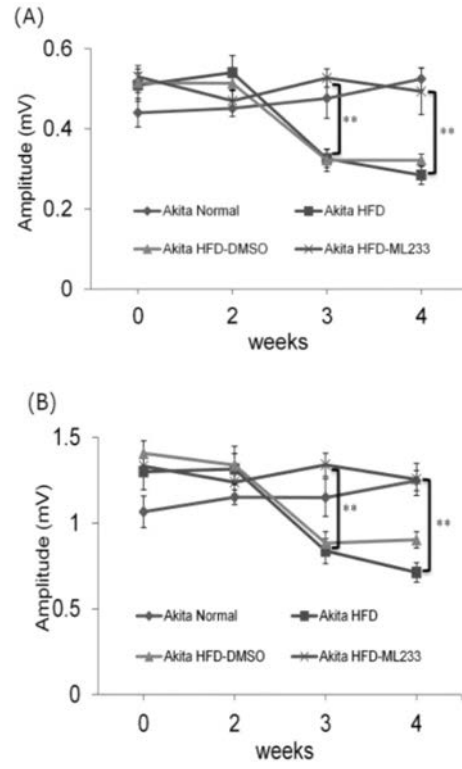 (A)
0.6
0.4
0.2
0
Amplitude (mV)
**
**
Akita Normal
Akita HFD
Akita HFD-DMSO
Akita HFD-ML233
0
2
3
4
weeks
(B)
1.5
1
0.5
0
Amplitude (mV)
**
**
Akita Normal
Akita HFD
Akita HFD-DMSO
Akita HFD-ML233
0
2
3
4
weeks